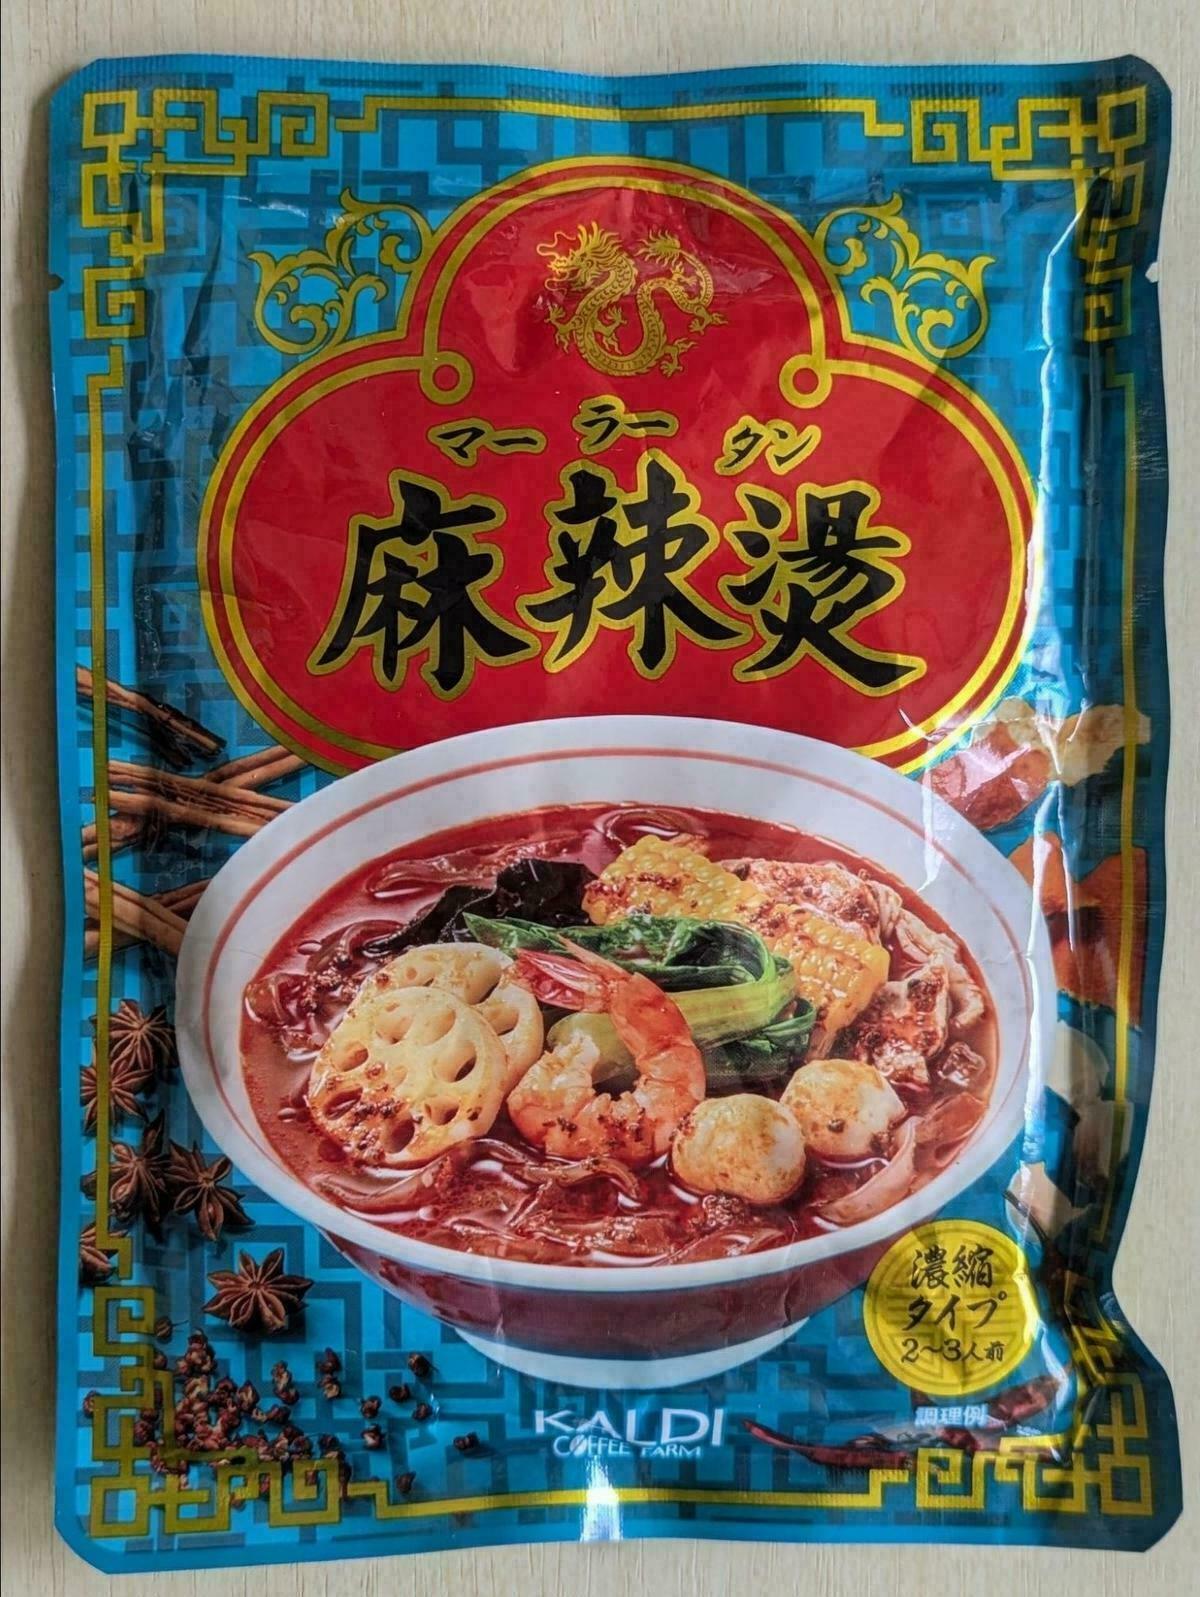 マーラータン
麻辣燙
濃縮
タイプ
2〜3人前
調理例
KALDI
COFFEE FARM